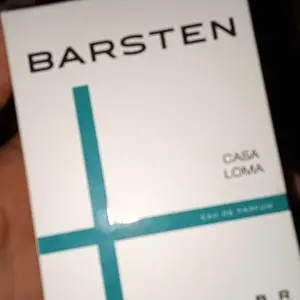 BARSTEN
CASA
LOMA
EAU DE PARFUM
B R